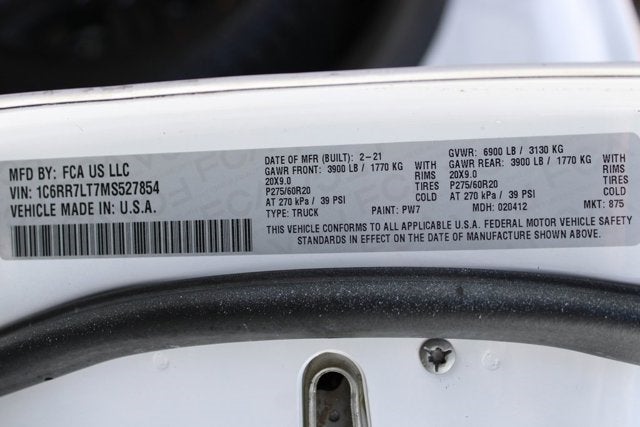 MFD BY: FCA US LLC
VIN: 1C6RR7LT7MS527854
VEHICLE MADE IN: U.S.A.
DATE OF MFR (BUILT): 2-21
GAWR FRONT: 3900 LB / 1770 KG WITH
20X9.0 RIMS
P275/60R20 TIRES
AT 270 kPa / 39 PSI COLD
TYPE: TRUCK PAINT: PW7
GVWR: 6900 LB / 3130 KG
GAWR REAR: 3900 LB / 1770 KG WITH
20X9.0 RIMS
P275/60R20 TIRES
AT 270 kPa / 39 PSI COLD
MDH: 020412 MKT: 875
THIS VEHICLE CONFORMS TO ALL APPLICABLE U.S.A. FEDERAL MOTOR VEHICLE SAFETY
STANDARDS IN EFFECT ON THE DATE OF MANUFACTURE SHOWN ABOVE.